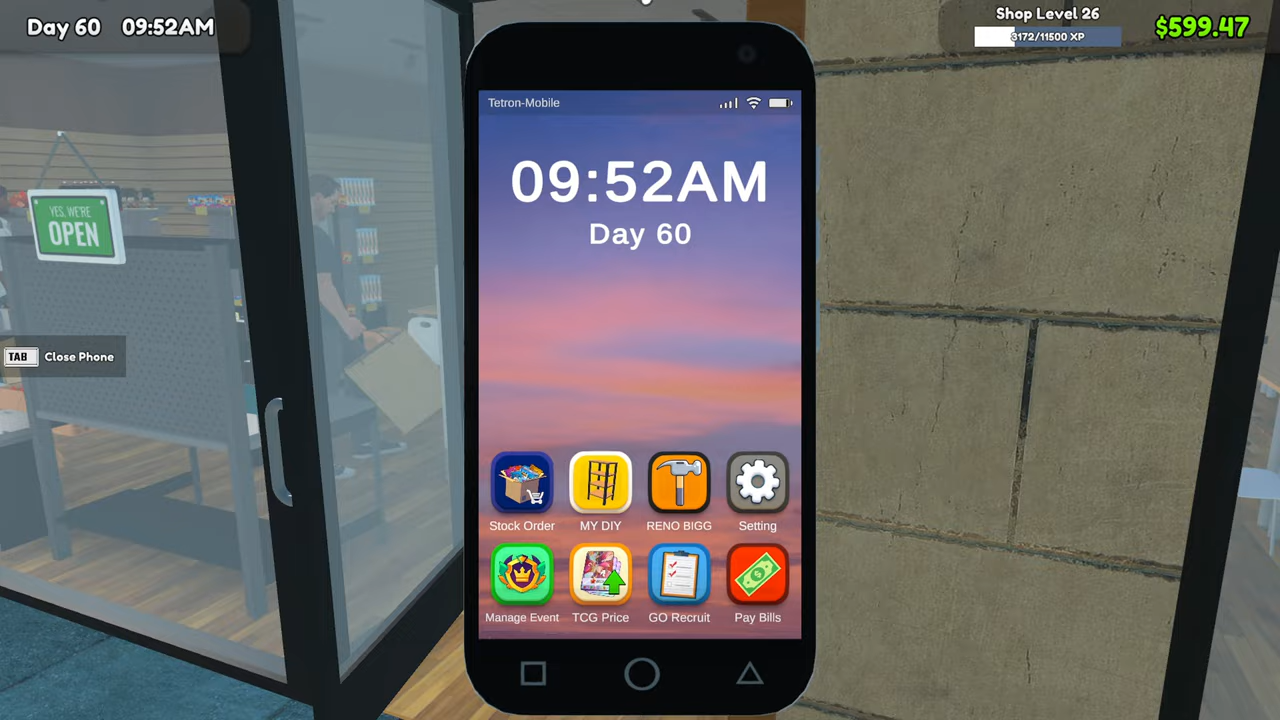 Day 60 09:52AM
Shop Level 26
3172/11500 XP
$599.47
Tetron-Mobile
09:52AM
Day 60
YES, WE'RE
OPEN
TAB Close Phone
Stock Order MY DIY RENO BIGG Setting
Manage Event TCG Price GO Recruit Pay Bills